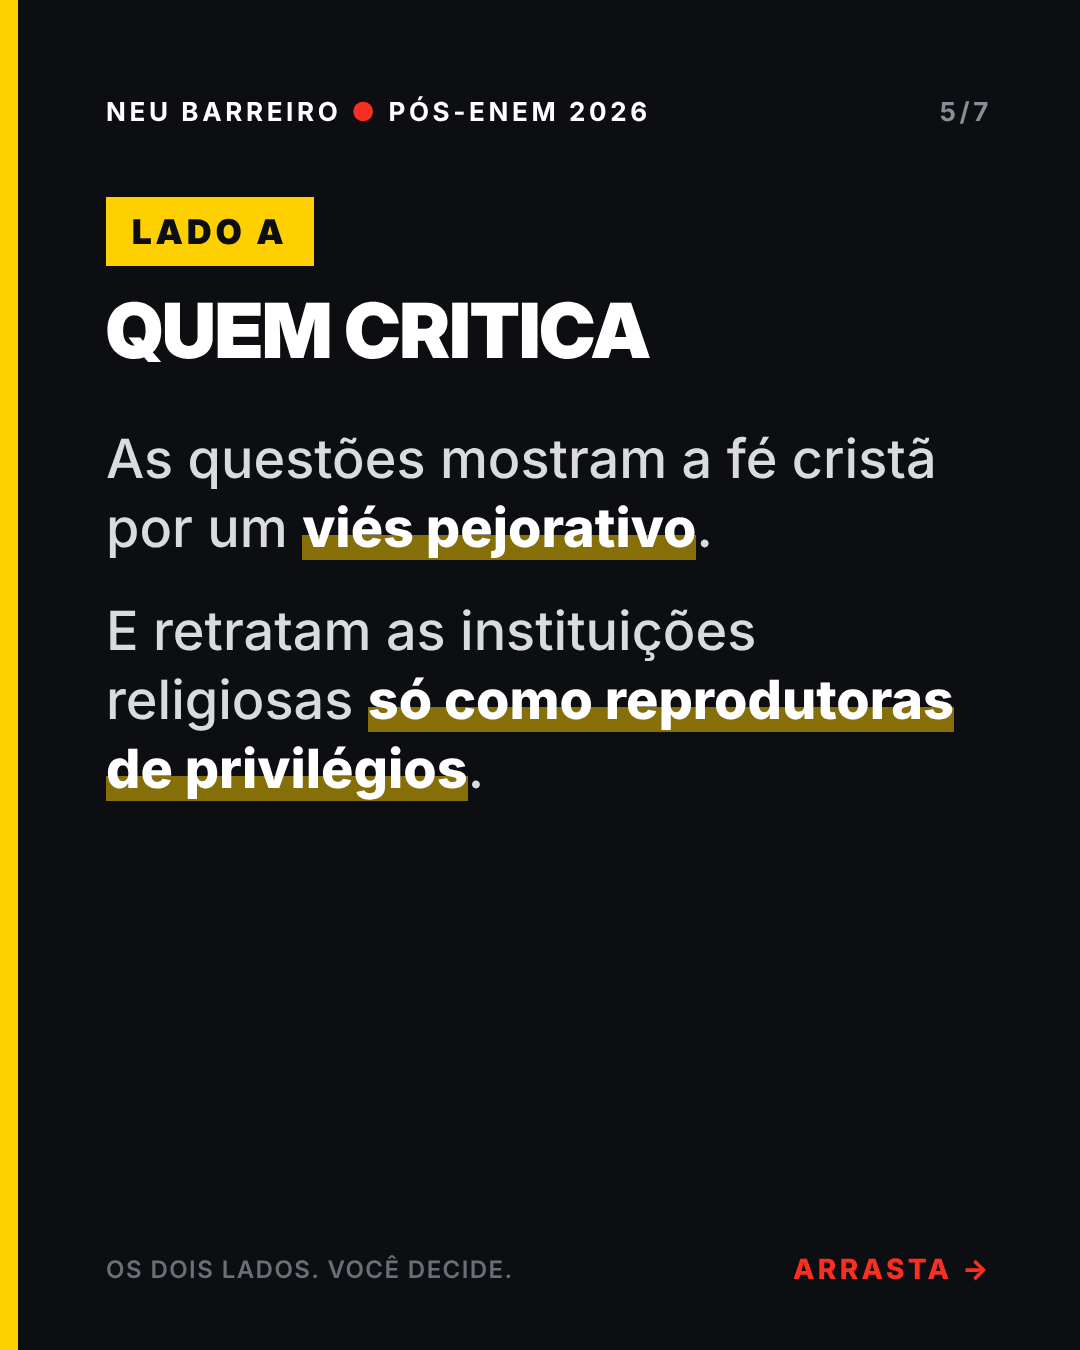 NEU BARREIRO ● PÓS-ENEM 2026
5/7
LADO A
QUEM CRITICA
As questões mostram a fé cristã
por um viés pejorativo.
E retratam as instituições
religiosas só como reprodutoras
de privilégios.
OS DOIS LADOS. VOCÊ DECIDE.
ARRASTA →